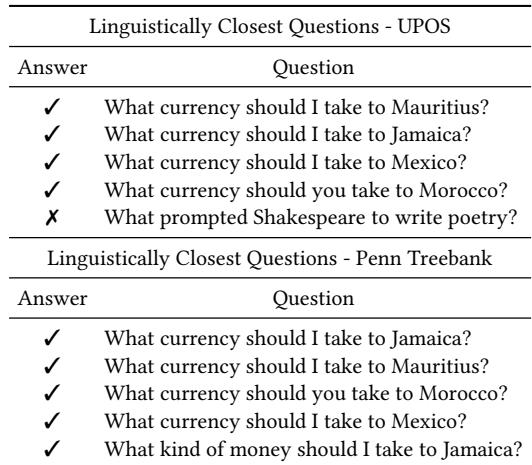 Linguistically Closest Questions - UPOS
Answer Question
✓ What currency should I take to Mauritius?
✓ What currency should I take to Jamaica?
✓ What currency should I take to Mexico?
✓ What currency should you take to Morocco?
✗ What prompted Shakespeare to write poetry?
Linguistically Closest Questions - Penn Treebank
Answer Question
✓ What currency should I take to Jamaica?
✓ What currency should I take to Mauritius?
✓ What currency should you take to Morocco?
✓ What currency should I take to Mexico?
✓ What kind of money should I take to Jamaica?